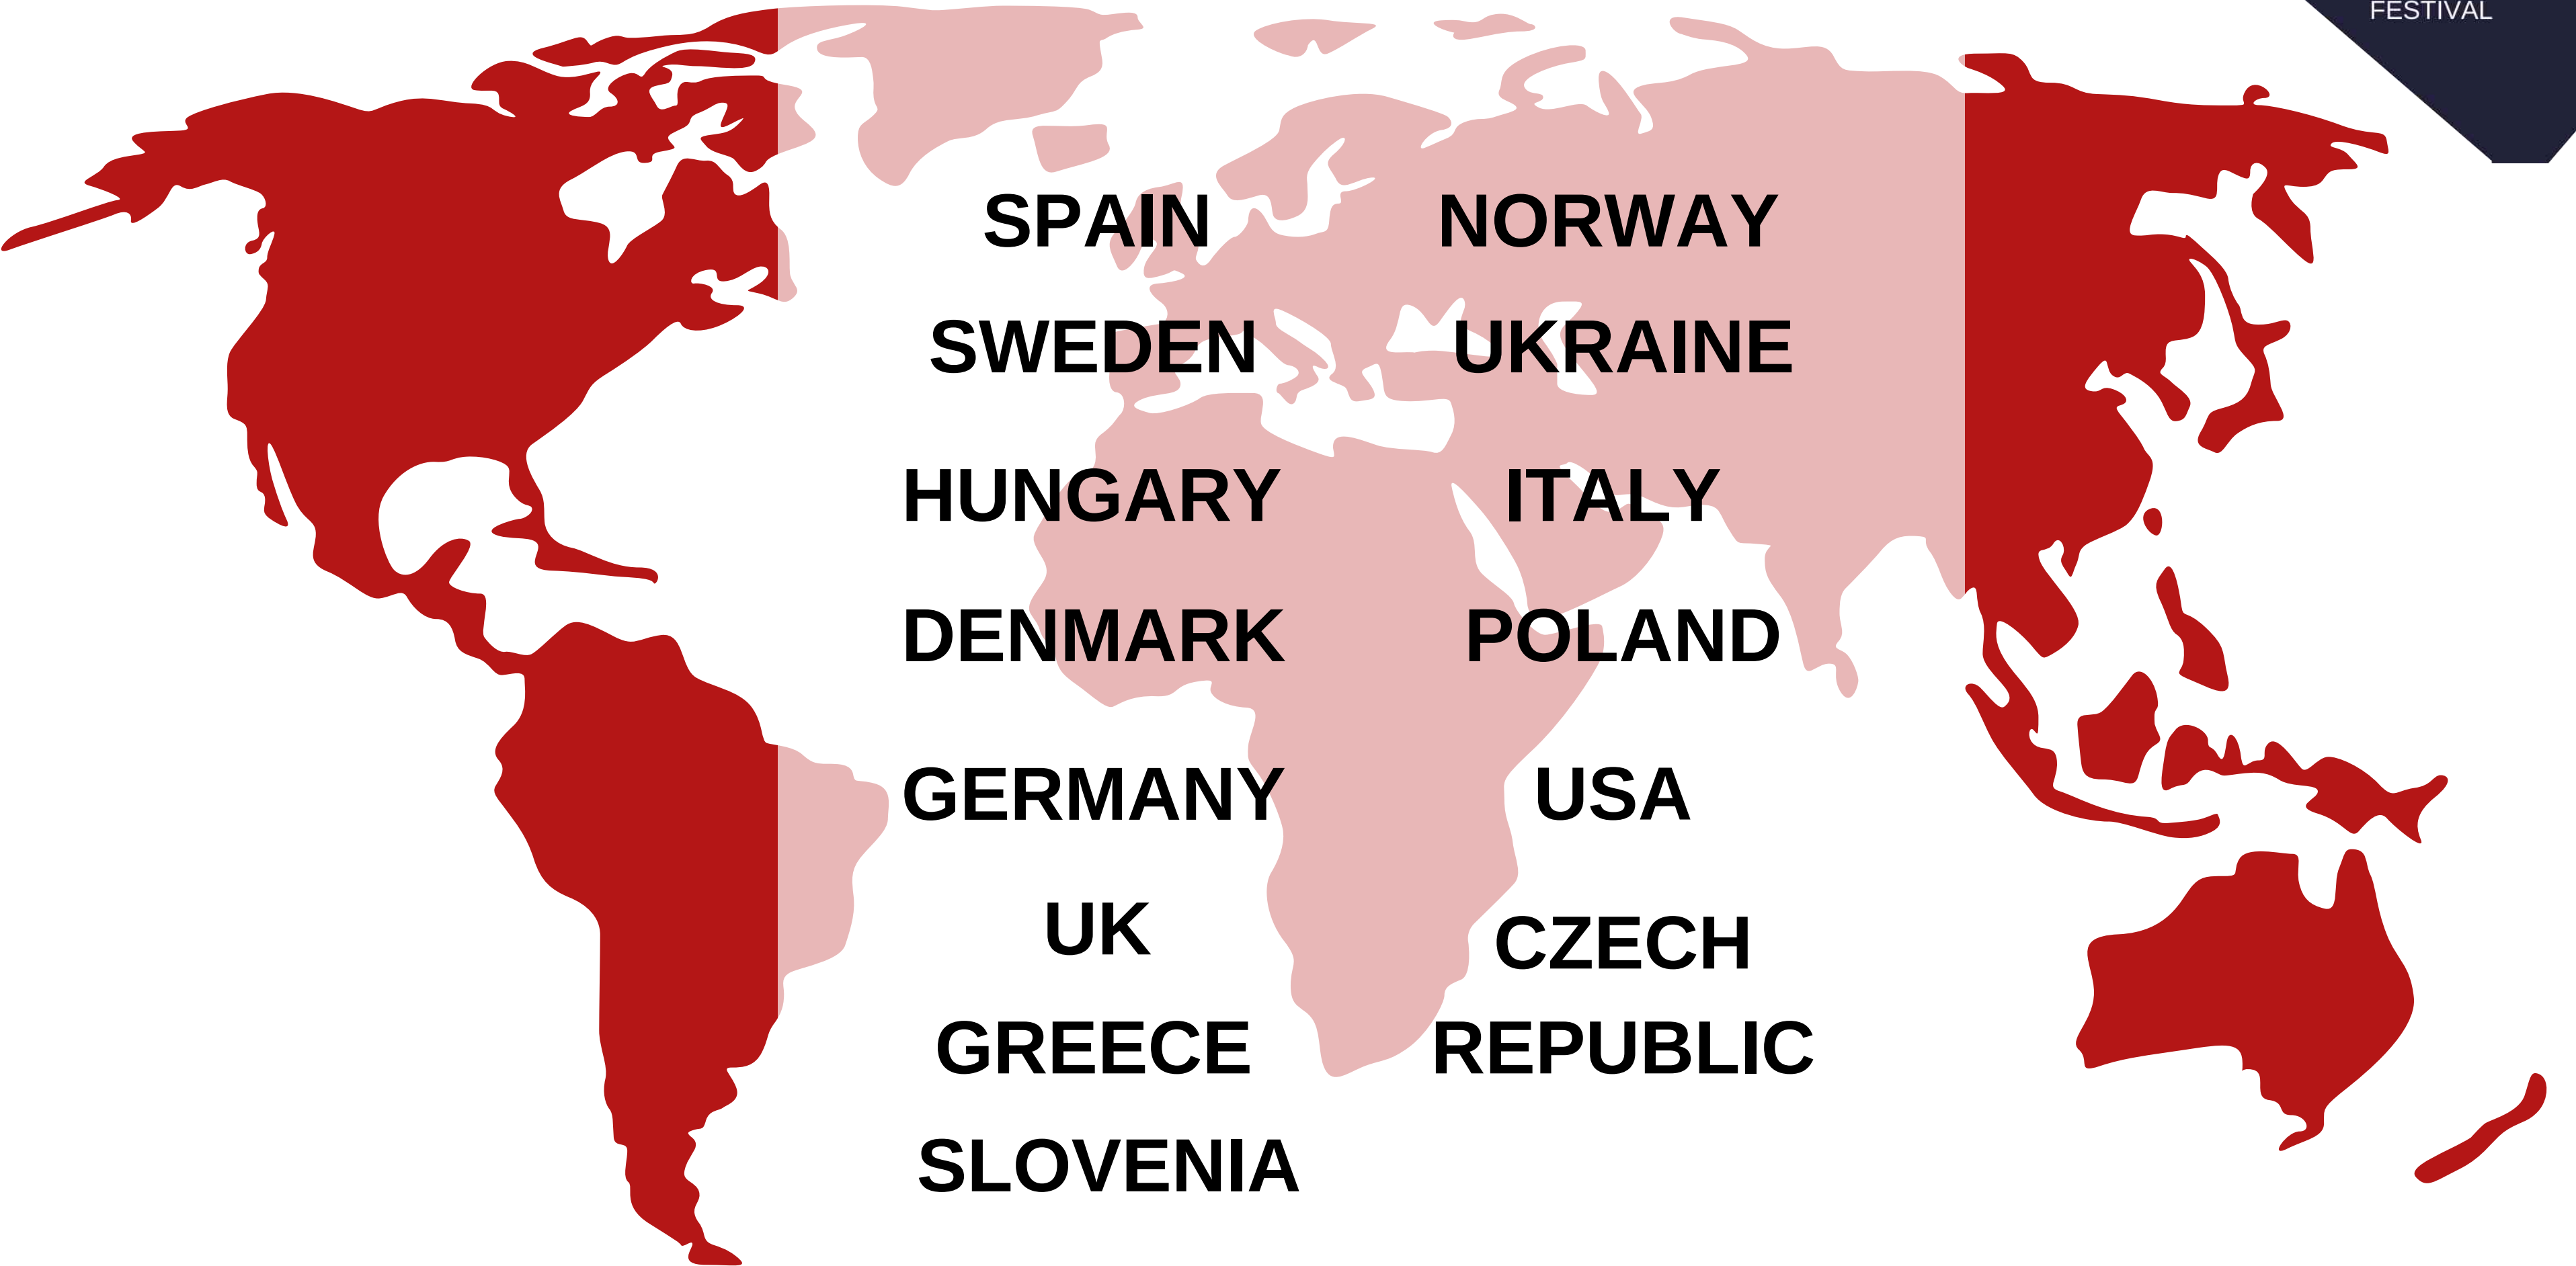 FESTIVAL
SPAIN
SWEDEN
HUNGARY
DENMARK
GERMANY
UK
GREECE
SLOVENIA
NORWAY
UKRAINE
ITALY
POLAND
USA
CZECH
REPUBLIC